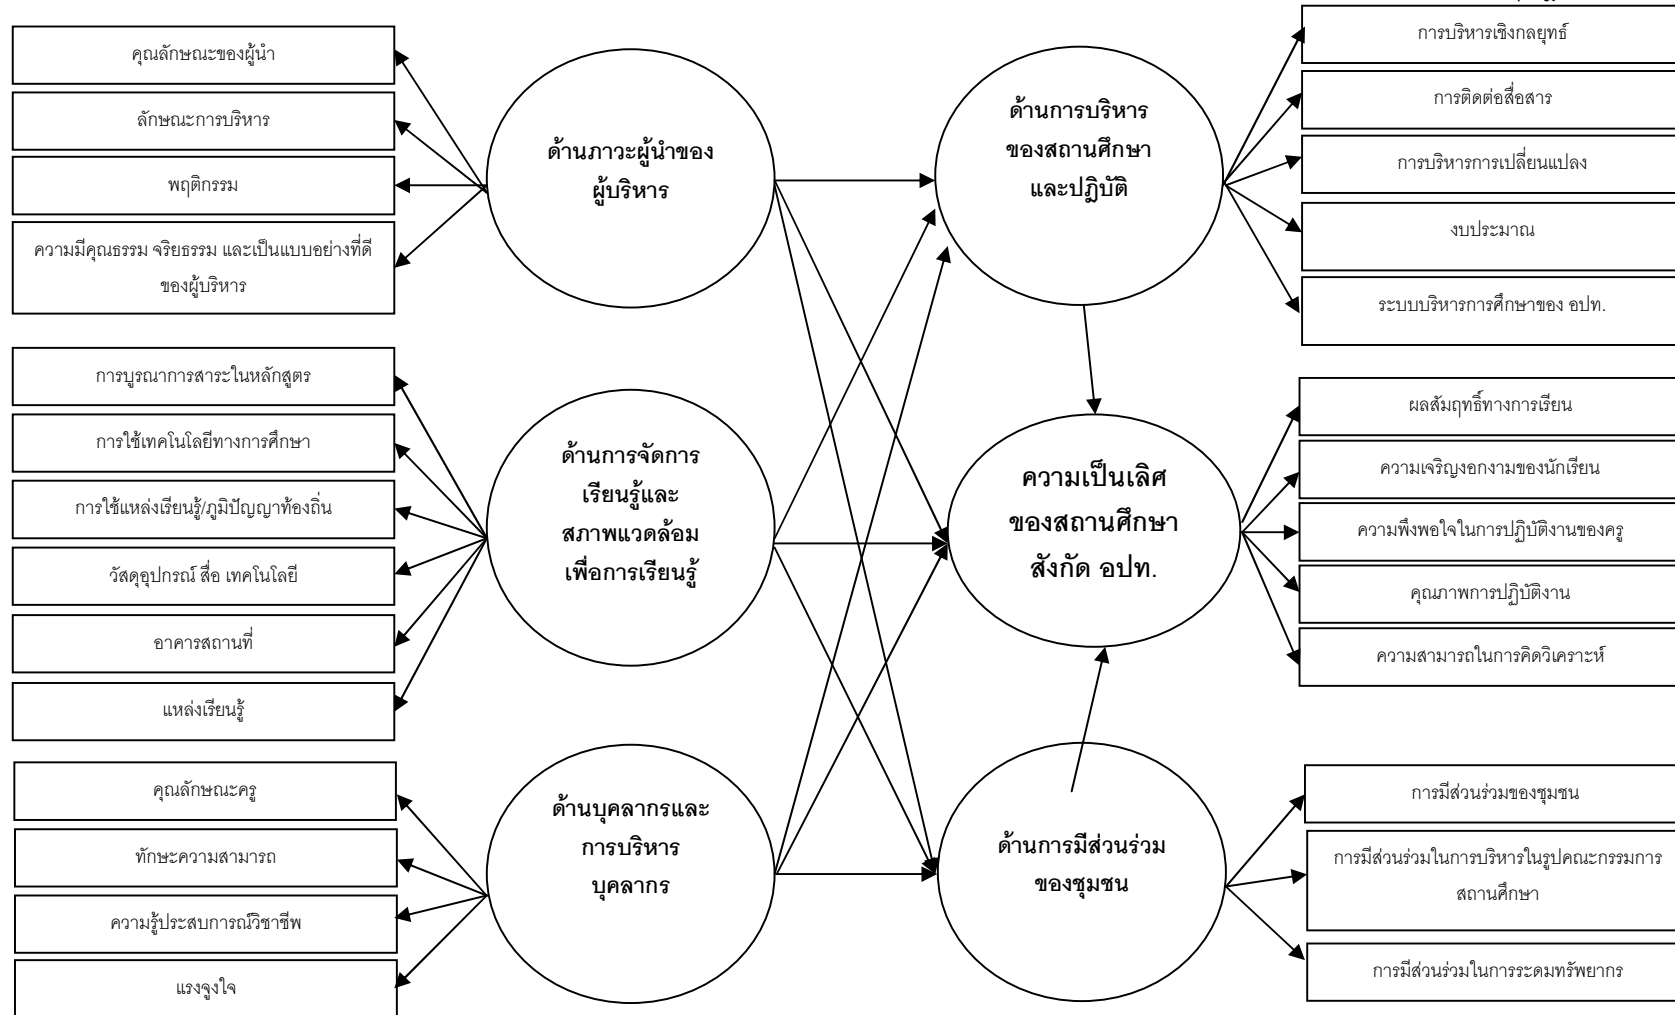 คุณลักษณะของผู้นำ
ลักษณะการบริหาร
พฤติกรรม
ความมีคุณธรรม จริยธรรม และเป็นแบบอย่างที่ดี
ของผู้บริหาร
การบูรณาการสาระในหลักสูตร
การใช้เทคโนโลยีทางการศึกษา
การใช้แหล่งเรียนรู้/ภูมิปัญญาท้องถิ่น
วัสดุอุปกรณ์ สื่อ เทคโนโลยี
อาคารสถานที่
แหล่งเรียนรู้
คุณลักษณะครู
ทักษะความสามารถ
ความรู้ประสบการณ์วิชาชีพ
แรงจูงใจ
ด้านภาวะผู้นำของ
ผู้บริหาร
ด้านการจัดการ
เรียนรู้และ
สภาพแวดล้อม
เพื่อการเรียนรู้
ด้านบุคลากรและ
การบริหาร
บุคลากร
ด้านการบริหาร
ของสถานศึกษา
และปฏิบัติ
ความเป็นเลิศ
ของสถานศึกษา
สังกัด อปท.
ด้านการมีส่วนร่วม
ของชุมชน
การบริหารเชิงกลยุทธ์
การติดต่อสื่อสาร
การบริหารการเปลี่ยนแปลง
งบประมาณ
ระบบบริหารการศึกษาของ อปท.
ผลสัมฤทธิ์ทางการเรียน
ความเจริญงอกงามของนักเรียน
ความพึงพอใจในการปฏิบัติงานของครู
คุณภาพการปฏิบัติงาน
ความสามารถในการคิดวิเคราะห์
การมีส่วนร่วมของชุมชน
การมีส่วนร่วมในการบริหารในรูปคณะกรรมการ
สถานศึกษา
การมีส่วนร่วมในการระดมทรัพยากร